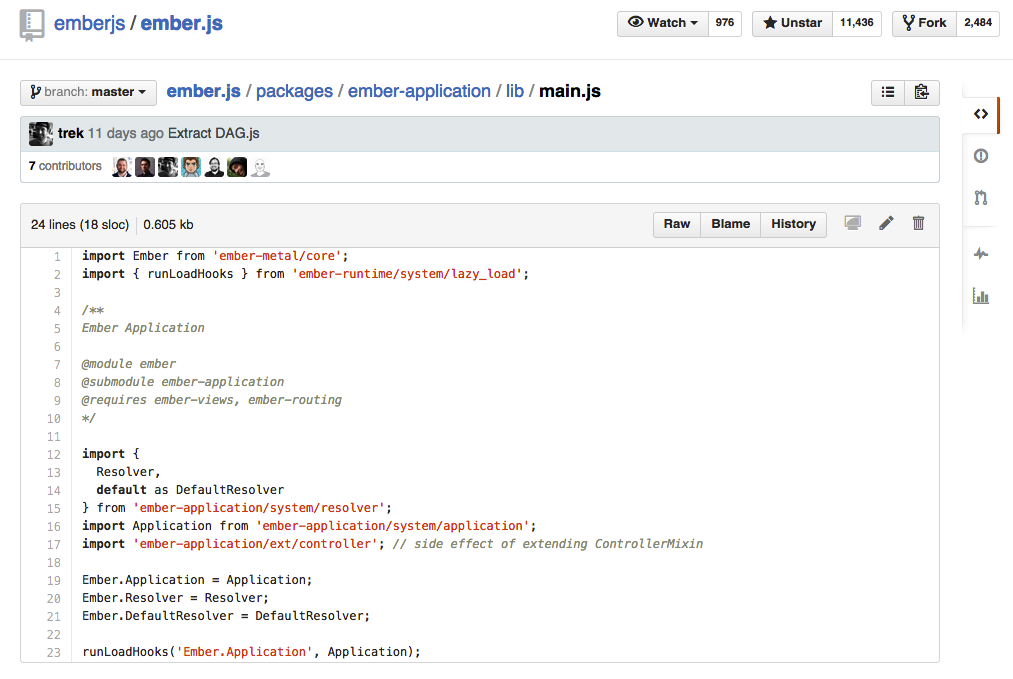 emberjs / ember.js
Watch 976 Unstar 11,436 Fork 2,484
branch: master ember.js / packages / ember-application / lib / main.js
trek 11 days ago Extract DAG.js
7 contributors
24 lines (18 sloc) 0.605 kb Raw Blame History
1 import Ember from 'ember-metal/core';
2 import { runLoadHooks } from 'ember-runtime/system/lazy_load';
3
4 /**
5 Ember Application
6
7 @module ember
8 @submodule ember-application
9 @requires ember-views, ember-routing
10 */
11
12 import {
13   Resolver,
14   default as DefaultResolver
15 } from 'ember-application/system/resolver';
16 import Application from 'ember-application/system/application';
17 import 'ember-application/ext/controller'; // side effect of extending ControllerMixin
18
19 Ember.Application = Application;
20 Ember.Resolver = Resolver;
21 Ember.DefaultResolver = DefaultResolver;
22
23 runLoadHooks('Ember.Application', Application);